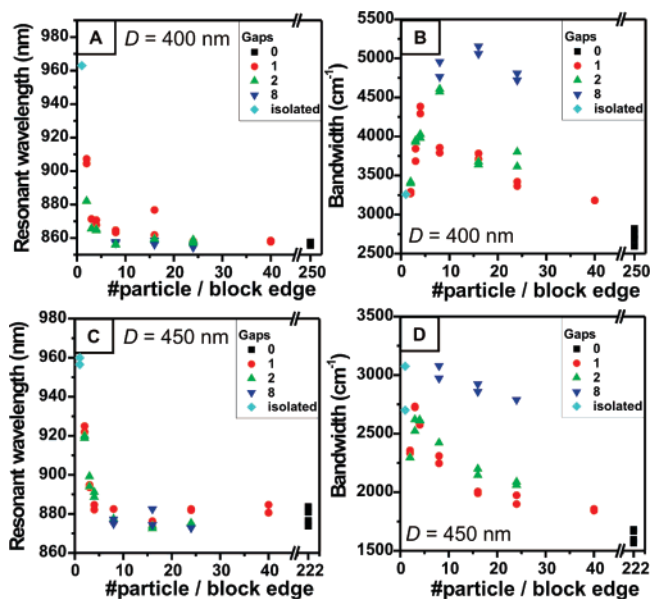 A
D = 400 nm
Gaps
0
1
2
8
isolated
Resonant wavelength (nm)
980
960
940
920
900
880
860
0
10
20
30
40
250
#particle / block edge
B
Gaps
0
1
2
8
isolated
Bandwidth (cm⁻¹)
5500
5000
4500
4000
3500
3000
2500
D = 400 nm
0
10
20
30
40
250
#particle / block edge
C
D = 450 nm
Gaps
0
1
2
8
isolated
Resonant wavelength (nm)
980
960
940
920
900
880
860
0
10
20
30
40
222
#particle / block edge
D
Gaps
0
1
2
8
isolated
Bandwidth (cm⁻¹)
3500
3000
2500
2000
1500
D = 450 nm
0
10
20
30
40
222
#particle / block edge